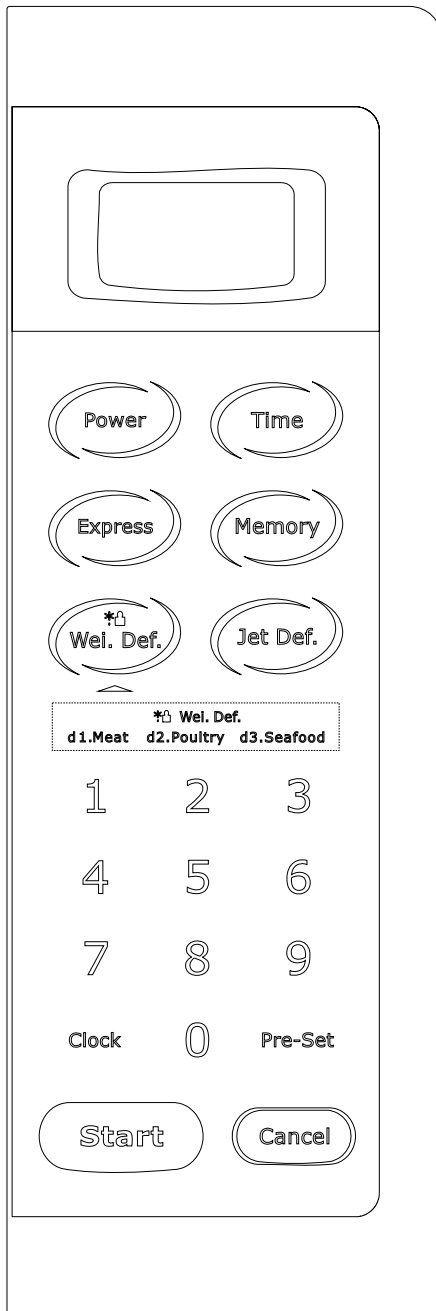 Power Time
Express Memory
Wei. Def. Jet Def.
Wei. Def.
d1.Meat d2.Poultry d3.Seafood
1 2 3
4 5 6
7 8 9
Clock 0 Pre-Set
Start Cancel